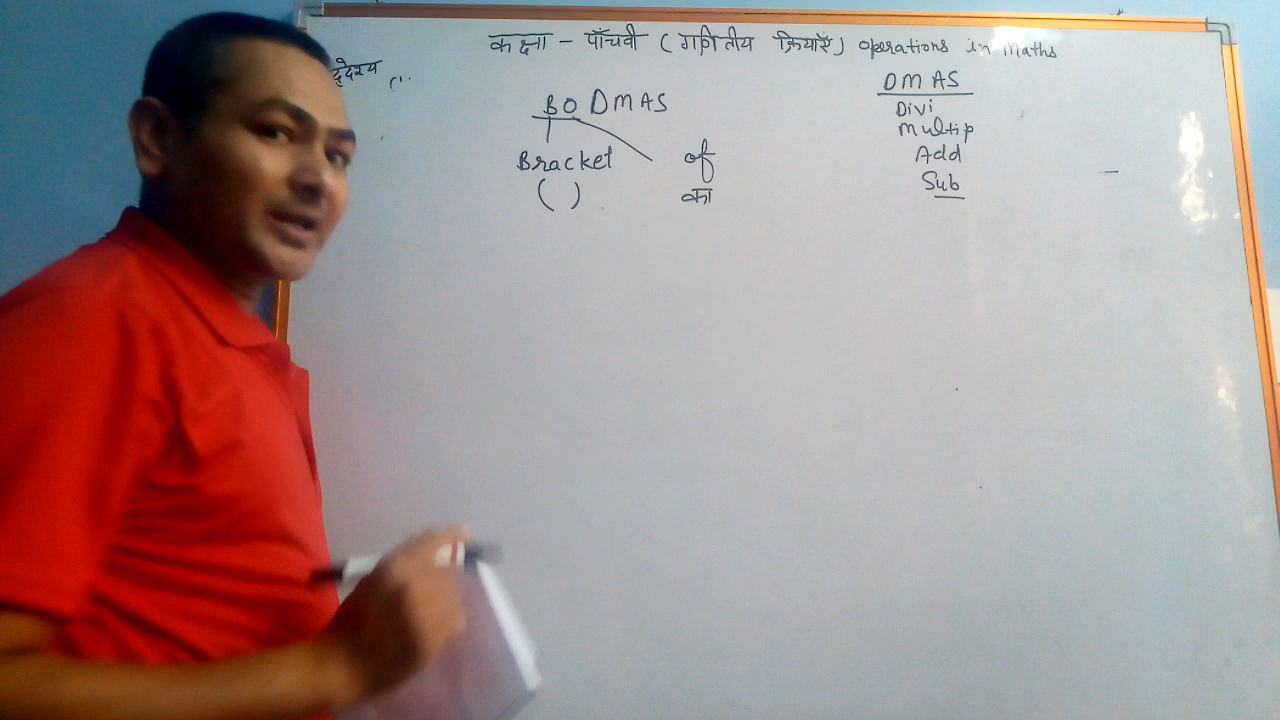 कक्षा - पाँचवी ( गणितीय क्रियाएँ ) operations in Maths
BODMAS
Bracket of
( ) का
DMAS
Divi
Multip
Add
Sub